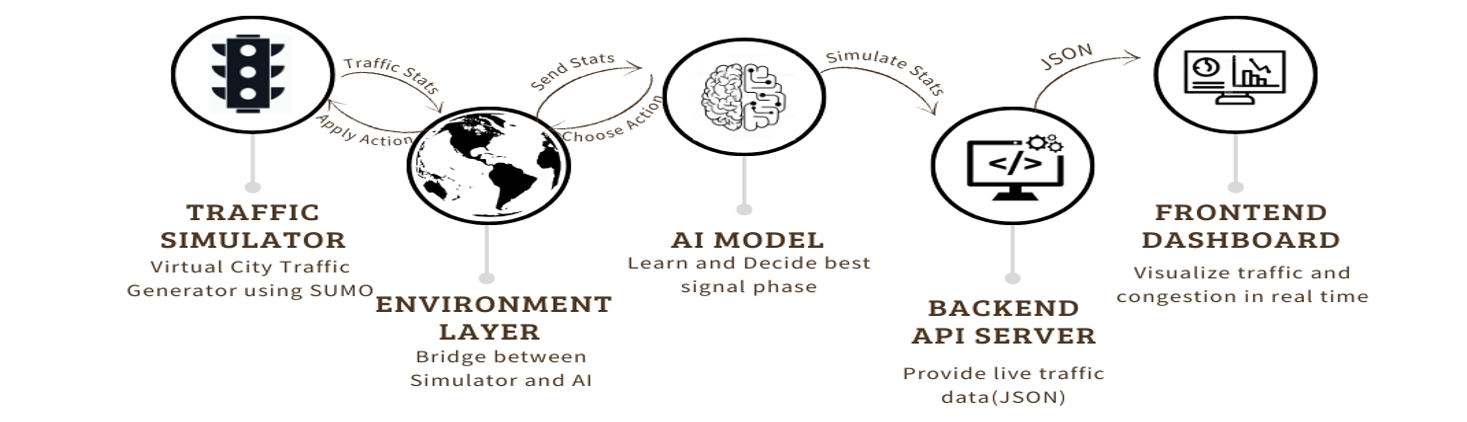 Traffic Stats
Apply Action
Send Stats
Choose Action
Simulate Stats
JSON
</>
TRAFFIC
SIMULATOR
Virtual City Traffic
Generator using SUMO
ENVIRONMENT
LAYER
Bridge between
Simulator and AI
AI MODEL
Learn and Decide best
signal phase
BACKEND
API SERVER
Provide live traffic
data(JSON)
FRONTEND
DASHBOARD
Visualize traffic and
congestion in real time